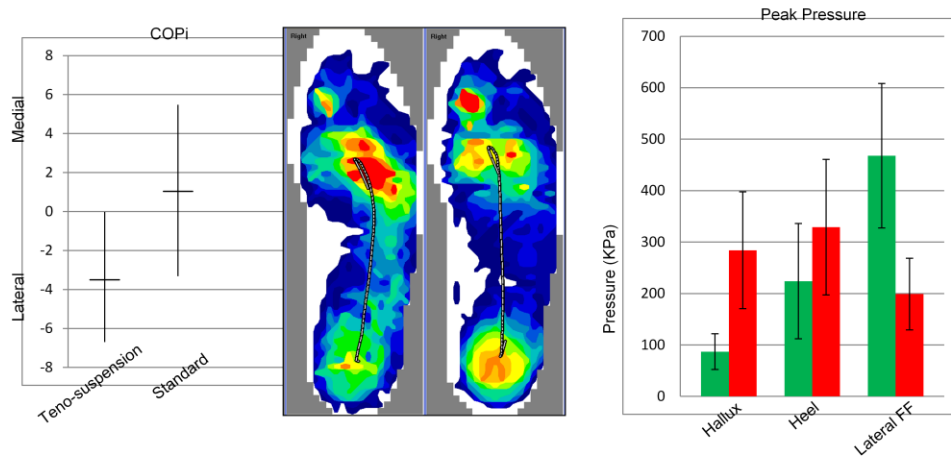 COPi
Medial
Lateral
8
6
4
2
0
-2
-4
-6
-8
Teno-suspension
Standard
Right
Right
Peak Pressure
Pressure (KPa)
700
600
500
400
300
200
100
0
Hallux
Heel
Lateral FF